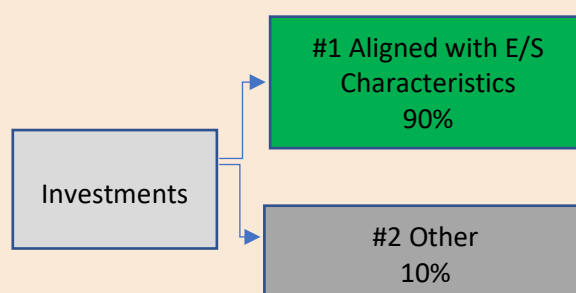 #1 Aligned with E/S
Characteristics
90%
Investments
#2 Other
10%